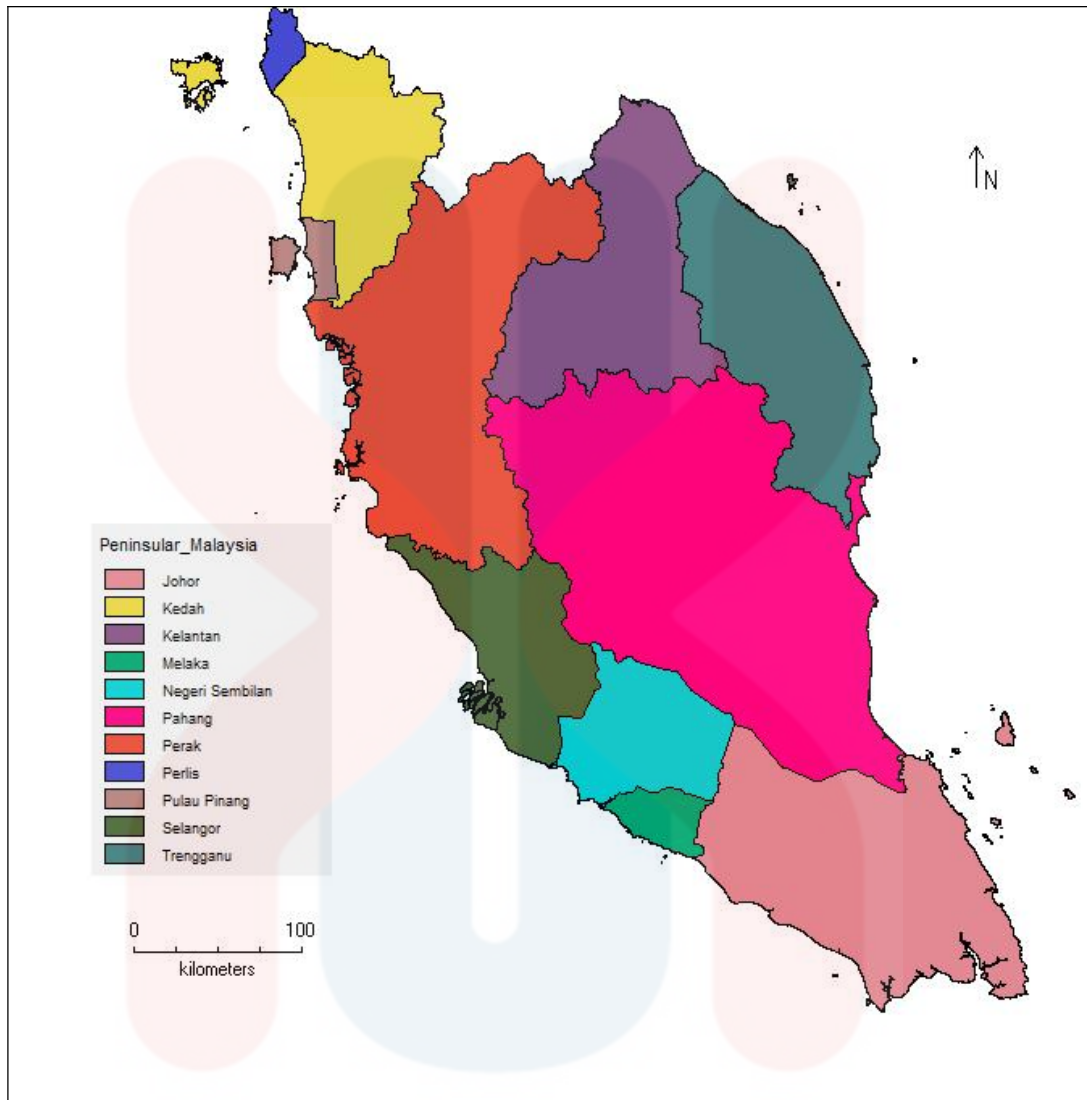 N
Peninsular_Malaysia
Johor
Kedah
Kelantan
Melaka
Negeri Sembilan
Pahang
Perak
Perlis
Pulau Pinang
Selangor
Trengganu
0 100
kilometers